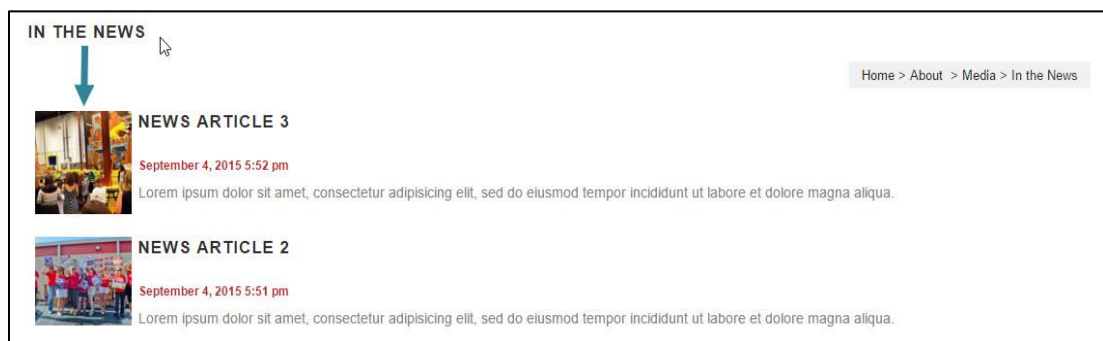 IN THE NEWS
Home > About > Media > In the News
NEWS ARTICLE 3
September 4, 2015 5:52 pm
Lorem ipsum dolor sit amet, consectetur adipisicing elit, sed do eiusmod tempor incididunt ut labore et dolore magna aliqua.
NEWS ARTICLE 2
September 4, 2015 5:51 pm
Lorem ipsum dolor sit amet, consectetur adipisicing elit, sed do eiusmod tempor incididunt ut labore et dolore magna aliqua.